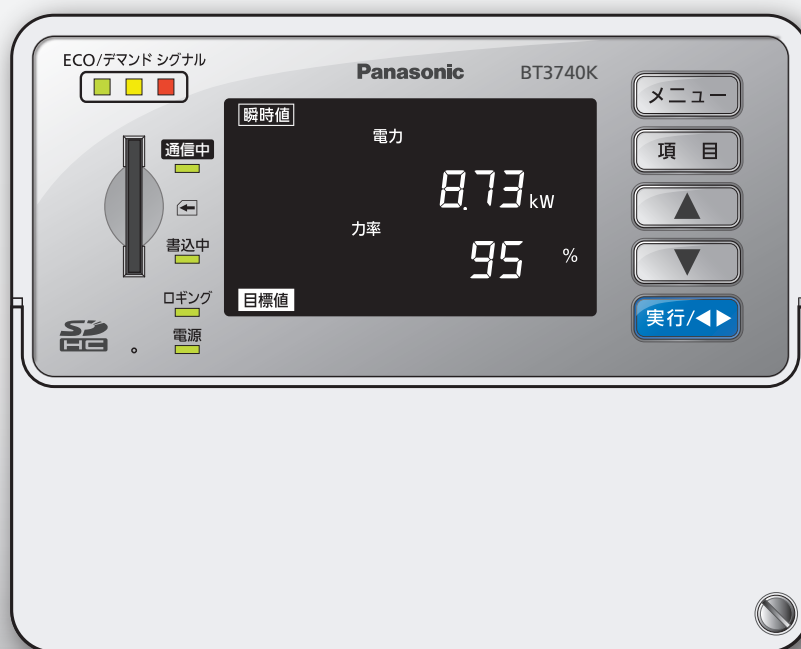 ECO/デマンド シグナル
Panasonic
BT3740K
通信中
書込中
ロギング
電源
SD
HC
瞬時値
電力
8.73 kW
力率
95 %
目標値
メニュー
項 目
▲
▼
実行/◀▶